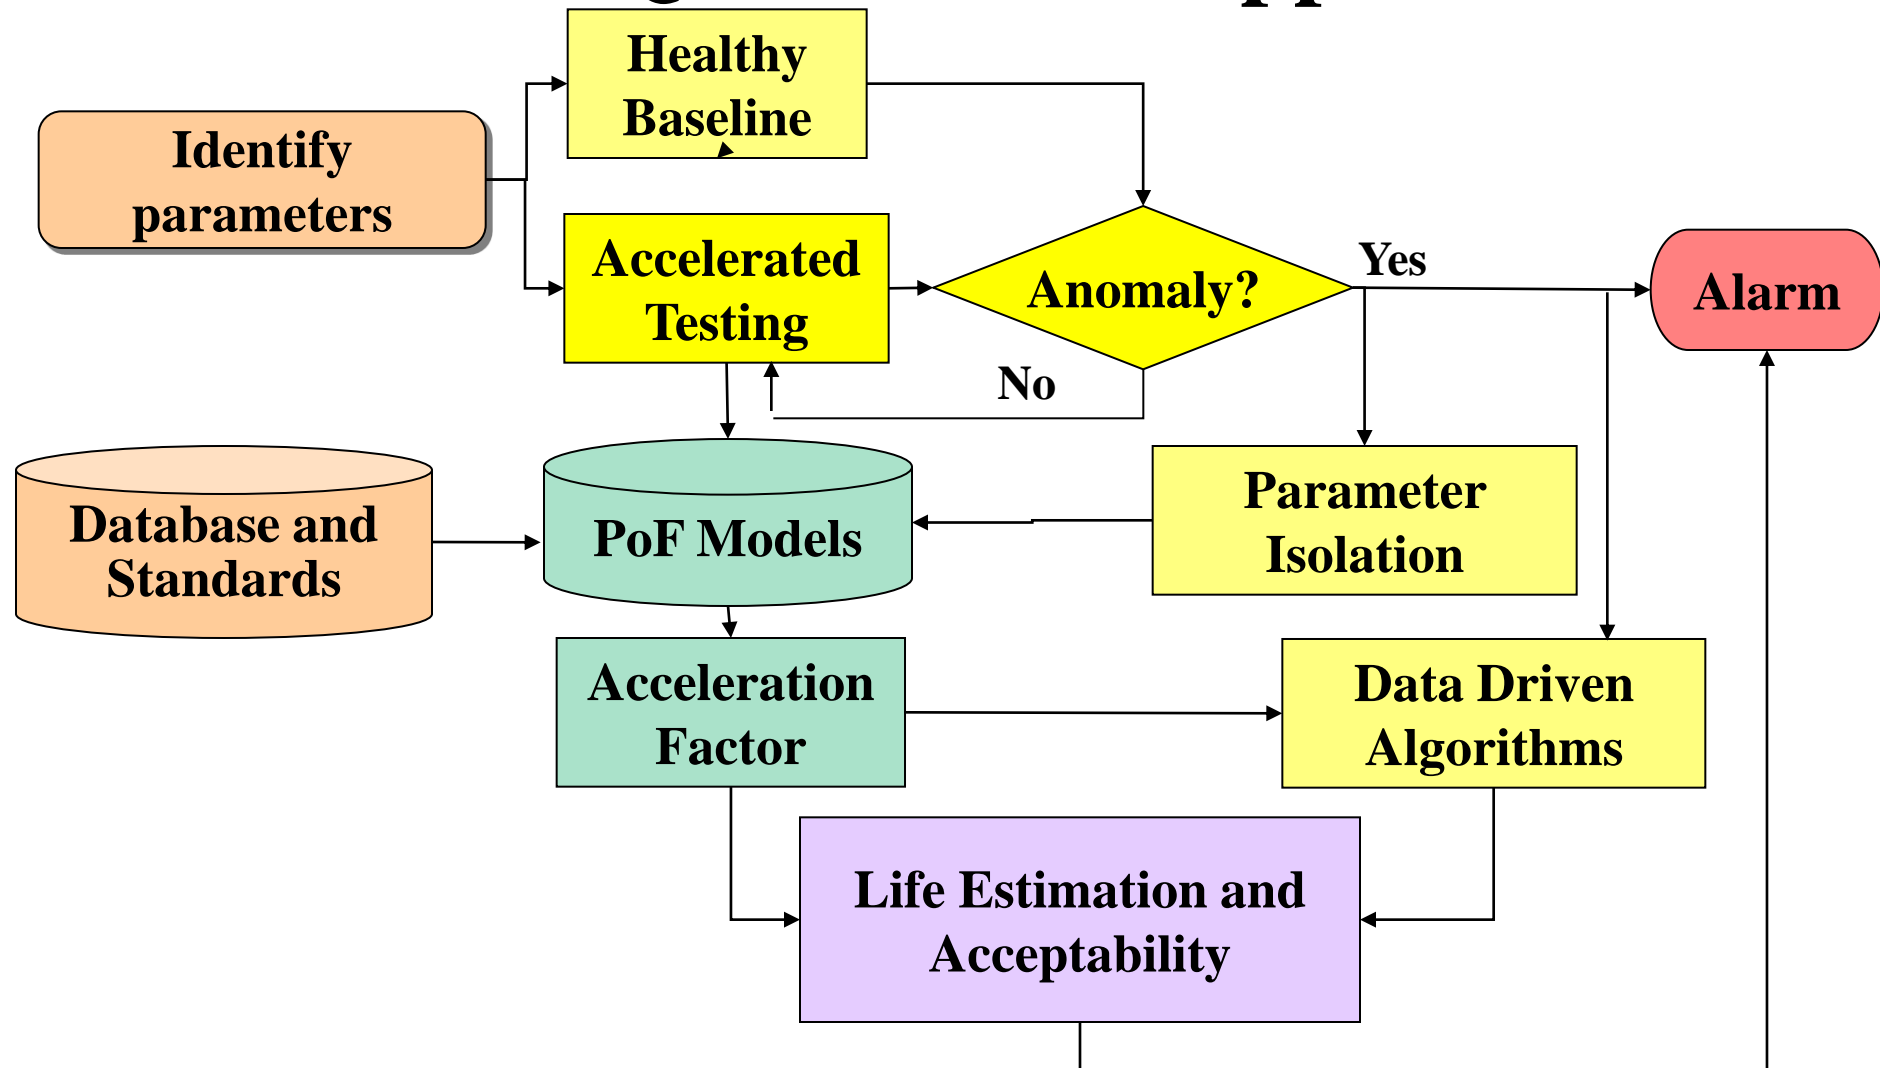 Healthy
Baseline
Identify
parameters
Accelerated
Testing
Anomaly?
Yes
Alarm
No
Database and
Standards
PoF Models
Parameter
Isolation
Acceleration
Factor
Data Driven
Algorithms
Life Estimation and
Acceptability